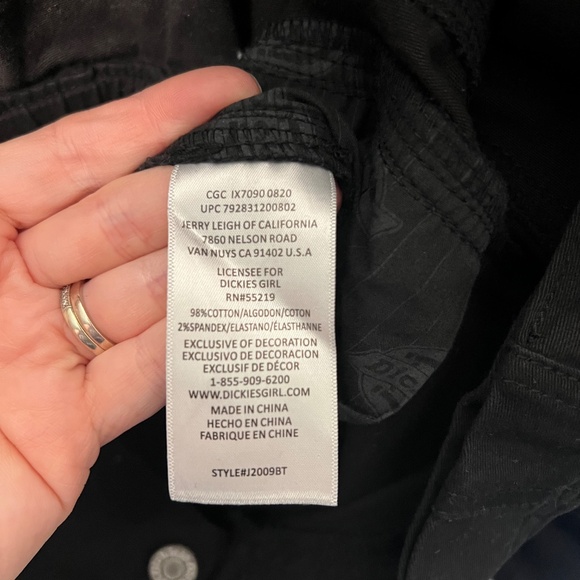 CGC IX7090 0820
UPC 792831200802
JERRY LEIGH OF CALIFORNIA
7860 NELSON ROAD
VAN NUYS CA 91402 U.S.A
LICENSEE FOR
DICKIES GIRL
RN#55219
98%COTTON/ALGODON/COTON
2%SPANDEX/ELASTANO/ÉLASTHANNE
EXCLUSIVE OF DECORATION
EXCLUSIVO DE DECORACION
EXCLUSIF DE DÉCOR
1-855-909-6200
WWW.DICKIESGIRL.COM
MADE IN CHINA
HECHO EN CHINA
FABRIQUE EN CHINE
STYLE#J2009BT
DICKIES